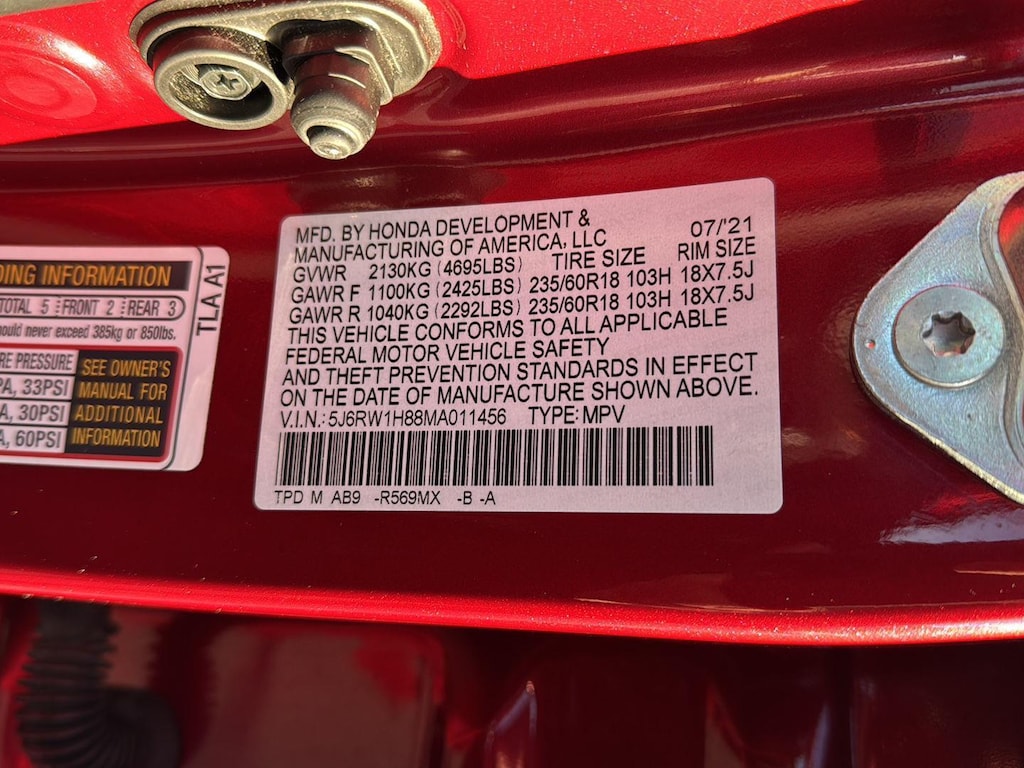 DING INFORMATION
TOTAL 5 FRONT 2 REAR 3
should never exceed 385kg or 850lbs.
RE PRESSURE
PA, 33PSI
A, 30PSI
A, 60PSI
SEE OWNER'S
MANUAL FOR
ADDITIONAL
INFORMATION
TLA A1
MFD. BY HONDA DEVELOPMENT &
MANUFACTURING OF AMERICA, LLC 07/'21
GVWR 2130KG (4695LBS) TIRE SIZE RIM SIZE
GAWR F 1100KG (2425LBS) 235/60R18 103H 18X7.5J
GAWR R 1040KG (2292LBS) 235/60R18 103H 18X7.5J
THIS VEHICLE CONFORMS TO ALL APPLICABLE
FEDERAL MOTOR VEHICLE SAFETY
AND THEFT PREVENTION STANDARDS IN EFFECT
ON THE DATE OF MANUFACTURE SHOWN ABOVE.
V.I.N.: 5J6RW1H88MA011456 TYPE: MPV
TPD M AB9 -R569MX -B -A